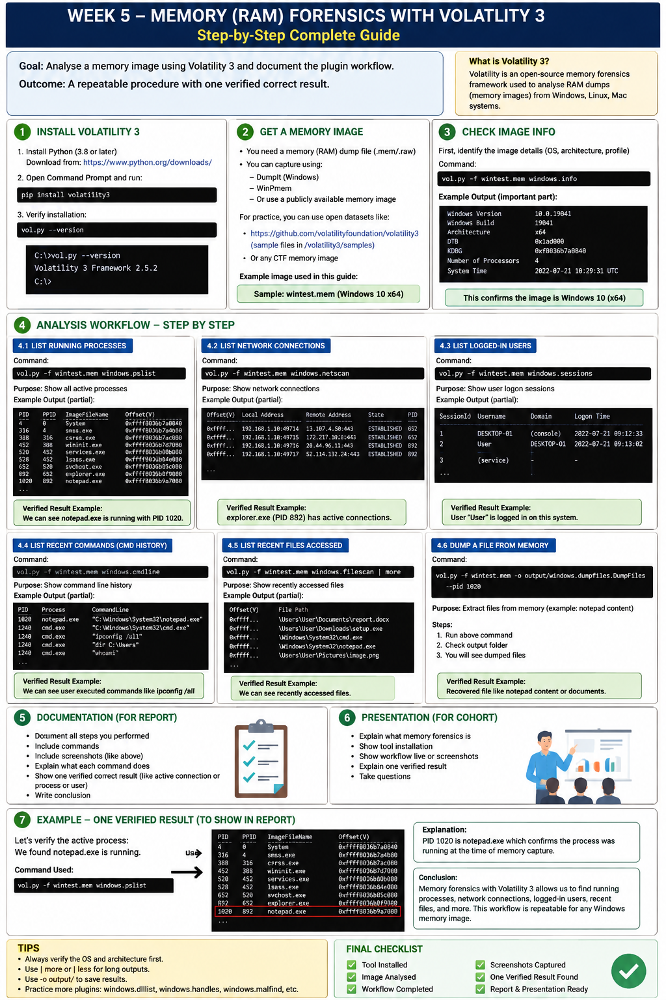 WEEK 5 – MEMORY (RAM) FORENSICS WITH VOLATLITY 3
Step-by-Step Complete Guide
Goal: Analyse a memory image using Volatility 3 and document the plugin workflow.
Outcome: A repeatable procedure with one verified correct result.
What is Volatility 3?
Volatility is an open-source memory forensics
framework used to analyse RAM dumps
(memory images) from Windows, Linux, Mac
systems.
1 INSTALL VOLATILITY 3
1. Install Python (3.8 or later)
Download from: https://www.python.org/downloads/
2. Open Command Prompt and run:
pip install volatility3
3. Verify installation:
vol.py --version
C:\>vol.py --version
Volatility 3 Framework 2.5.2
C:\>
2 GET A MEMORY IMAGE
• You need a memory (RAM) dump file (.mem/.raw)
• You can capture using:
– DumpIt (Windows)
– WinPmem
– Or use a publicly available memory image
For practice, you can use open datasets like:
• https://github.com/volatilityfoundation/volatility3
(sample files in /volatility3/samples)
• Or any CTF memory image
Example image used in this guide:
Sample: wintest.mem (Windows 10 x64)
3 CHECK IMAGE INFO
First, identify the image details (OS, architecture, profile)
Command:
vol.py -f wintest.mem windows.info
Example Output (important part):
Windows Version 10.0.19041
Windows Build 19041
Architecture x64
DTB 0x1ad000
KDBG 0xf8036b7a0840
Number of Processors 4
System Time 2022-07-21 10:29:31 UTC
This confirms the image is Windows 10 (x64)
4 ANALYSIS WORKFLOW – STEP BY STEP
4.1 LIST RUNNING PROCESSES
Command:
vol.py -f wintest.mem windows.pslist
Purpose: Show all active processes
Example Output (partial):
PID PPID ImageFileName Offset(V)
4 0 System
316 4 smss.exe
388 316 csrss.exe
452 388 wininit.exe
520 452 services.exe
528 452 lsass.exe
652 520 svchost.exe
892 652 explorer.exe
1020 892 notepad.exe
...
Verified Result Example:
We can see notepad.exe is running with PID 1020.
4.2 LIST NETWORK CONNECTIONS
Command:
vol.py -f wintest.mem windows.netscan
Purpose: Show network connections
Example Output (partial):
Offset(V) Local Address Remote Address State PID
0xffff... 192.168.1.10:49714 13.107.4.50:443 ESTABLISHED 652
0xffff... 192.168.1.10:49715 ESTABLISHED 652
0xffff... 192.168.1.10:49716 20.44.96.11:443 ESTABLISHED 892
0xffff... 192.168.1.10:49717 52.114.132.24:443 ESTABLISHED 892
...
Verified Result Example:
explorer.exe (PID 882) has active connections.
4.3 LIST LOGGED-IN USERS
Command:
vol.py -f wintest.mem windows.sessions
Purpose: Show user logon sessions
Example Output (partial):
SessionId Username Domain Logon Time
1 DESKTOP-01 (console) 2022-07-21 09:12:33
2 User DESKTOP-01 2022-07-21 09:13:02
3 (service) - -
...
Verified Result Example:
User “User” is logged in on this system.
4.4 LIST RECENT COMMANDS (CMD HISTORY)
Command:
vol.py -f wintest.mem windows.cmdline
Purpose: Show command line history
Example Output (partial):
PID Process CommandLine
1020 notepad.exe "C:\Windows\System32\notepad.exe"
1240 cmd.exe "C:\Windows\System32\cmd.exe"
1240 cmd.exe "ipconfig /all"
1240 cmd.exe "dir C:\Users"
1240 cmd.exe "whoami"
...
Verified Result Example:
We can see user executed commands like ipconfig /all
4.5 LIST RECENT FILES ACCESSED
Command:
vol.py -f wintest.mem windows.filescan | more
Purpose: Show recently accessed files
Example Output (partial):
Offset(V) File Path
0xffff... \Users\User\Documents\report.docx
0xffff... \Users\User\Downloads\setup.exe
0xffff... \Windows\System32\cmd.exe
0xffff... \Windows\System32\notepad.exe
0xffff... \Users\User\Pictures\image.png
...
Verified Result Example:
We can see recently accessed files.
4.6 DUMP A FILE FROM MEMORY
Command:
vol.py -f wintest.mem -o output/windows.dumpfiles.DumpFiles
--pid 1020
Purpose: Extract files from memory (example: notepad content)
Steps:
1. Run above command
2. Check output folder
3. You will see dumped files
Verified Result Example:
Recovered file like notepad content or documents.
5 DOCUMENTATION (FOR REPORT)
• Document all steps you performed
• Include commands
• Include screenshots (like above)
• Explain what each command does
• Show one verified correct result (like active connection or
process or user)
• Write conclusion
6 PRESENTATION (FOR COHORT)
• Explain what memory forensics is
• Show tool installation
• Show workflow live or screenshots
• Explain one verified result
• Take questions
7 EXAMPLE – ONE VERIFIED RESULT (TO SHOW IN REPORT)
Let’s verify the active process:
We found notepad.exe is running.
Command Used:
vol.py -f wintest.mem windows.pslist
PID PPID ImageFileName Offset(V)
4 0 System
316 4 smss.exe
388 316 csrss.exe
452 388 wininit.exe
520 452 services.exe
528 452 lsass.exe
652 520 svchost.exe
892 652 explorer.exe
1020 892 notepad.exe
...
Explanation:
PID 1020 is notepad.exe which confirms the process was
running at the time of memory capture.
Conclusion:
Memory forensics with Volatility 3 allows us to find running
processes, network connections, logged-in users, recent
files, and more. This workflow is repeatable for any Windows
memory image.
TIPS
• Always verify the OS and architecture first.
• Use | more or | less for long outputs.
• Use -o output/ to save results.
• Practice more plugins: windows.dlllist, windows.handles, windows.malfind, etc.
FINAL CHECKLIST
Tool Installed
Image Analysed
Workflow Completed
Screenshots Captured
One Verified Result Found
Report & Presentation Ready